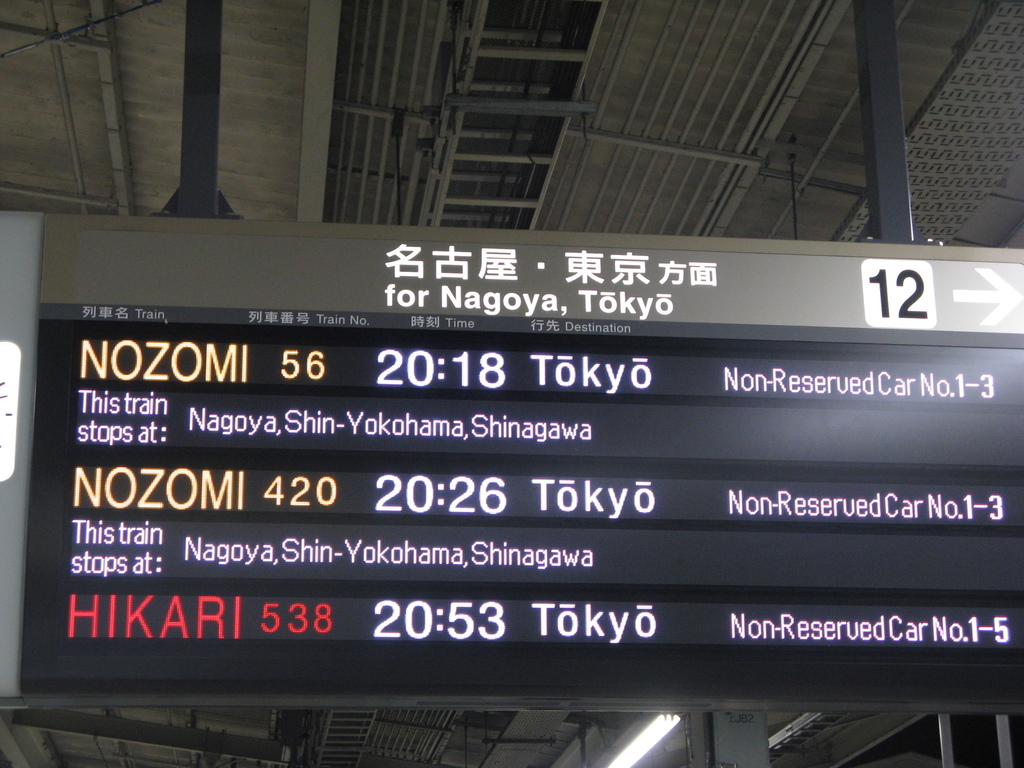 名古屋・東京方面
for Nagoya, Tōkyō
12
列車名 Train 列車番号 Train No. 時刻 Time 行先 Destination
NOZOMI 56 20:18 Tōkyō Non-Reserved Car No.1-3
This train
stops at: Nagoya,Shin-Yokohama,Shinagawa
NOZOMI 420 20:26 Tōkyō Non-Reserved Car No.1-3
This train
stops at: Nagoya,Shin-Yokohama,Shinagawa
HIKARI 538 20:53 Tōkyō Non-Reserved Car No.1-5